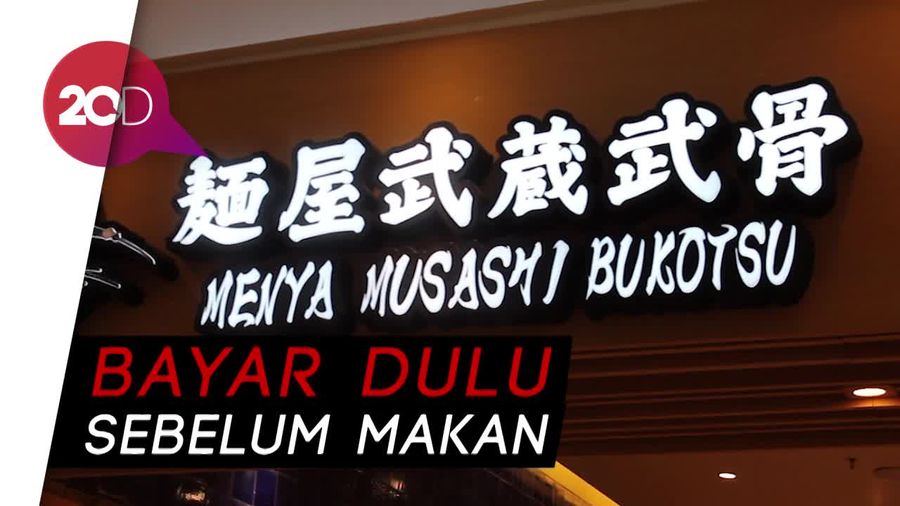 20D
麺屋武蔵武骨
MENYA MUSASHI BUKOTSU
BAYAR DULU
SEBELUM MAKAN